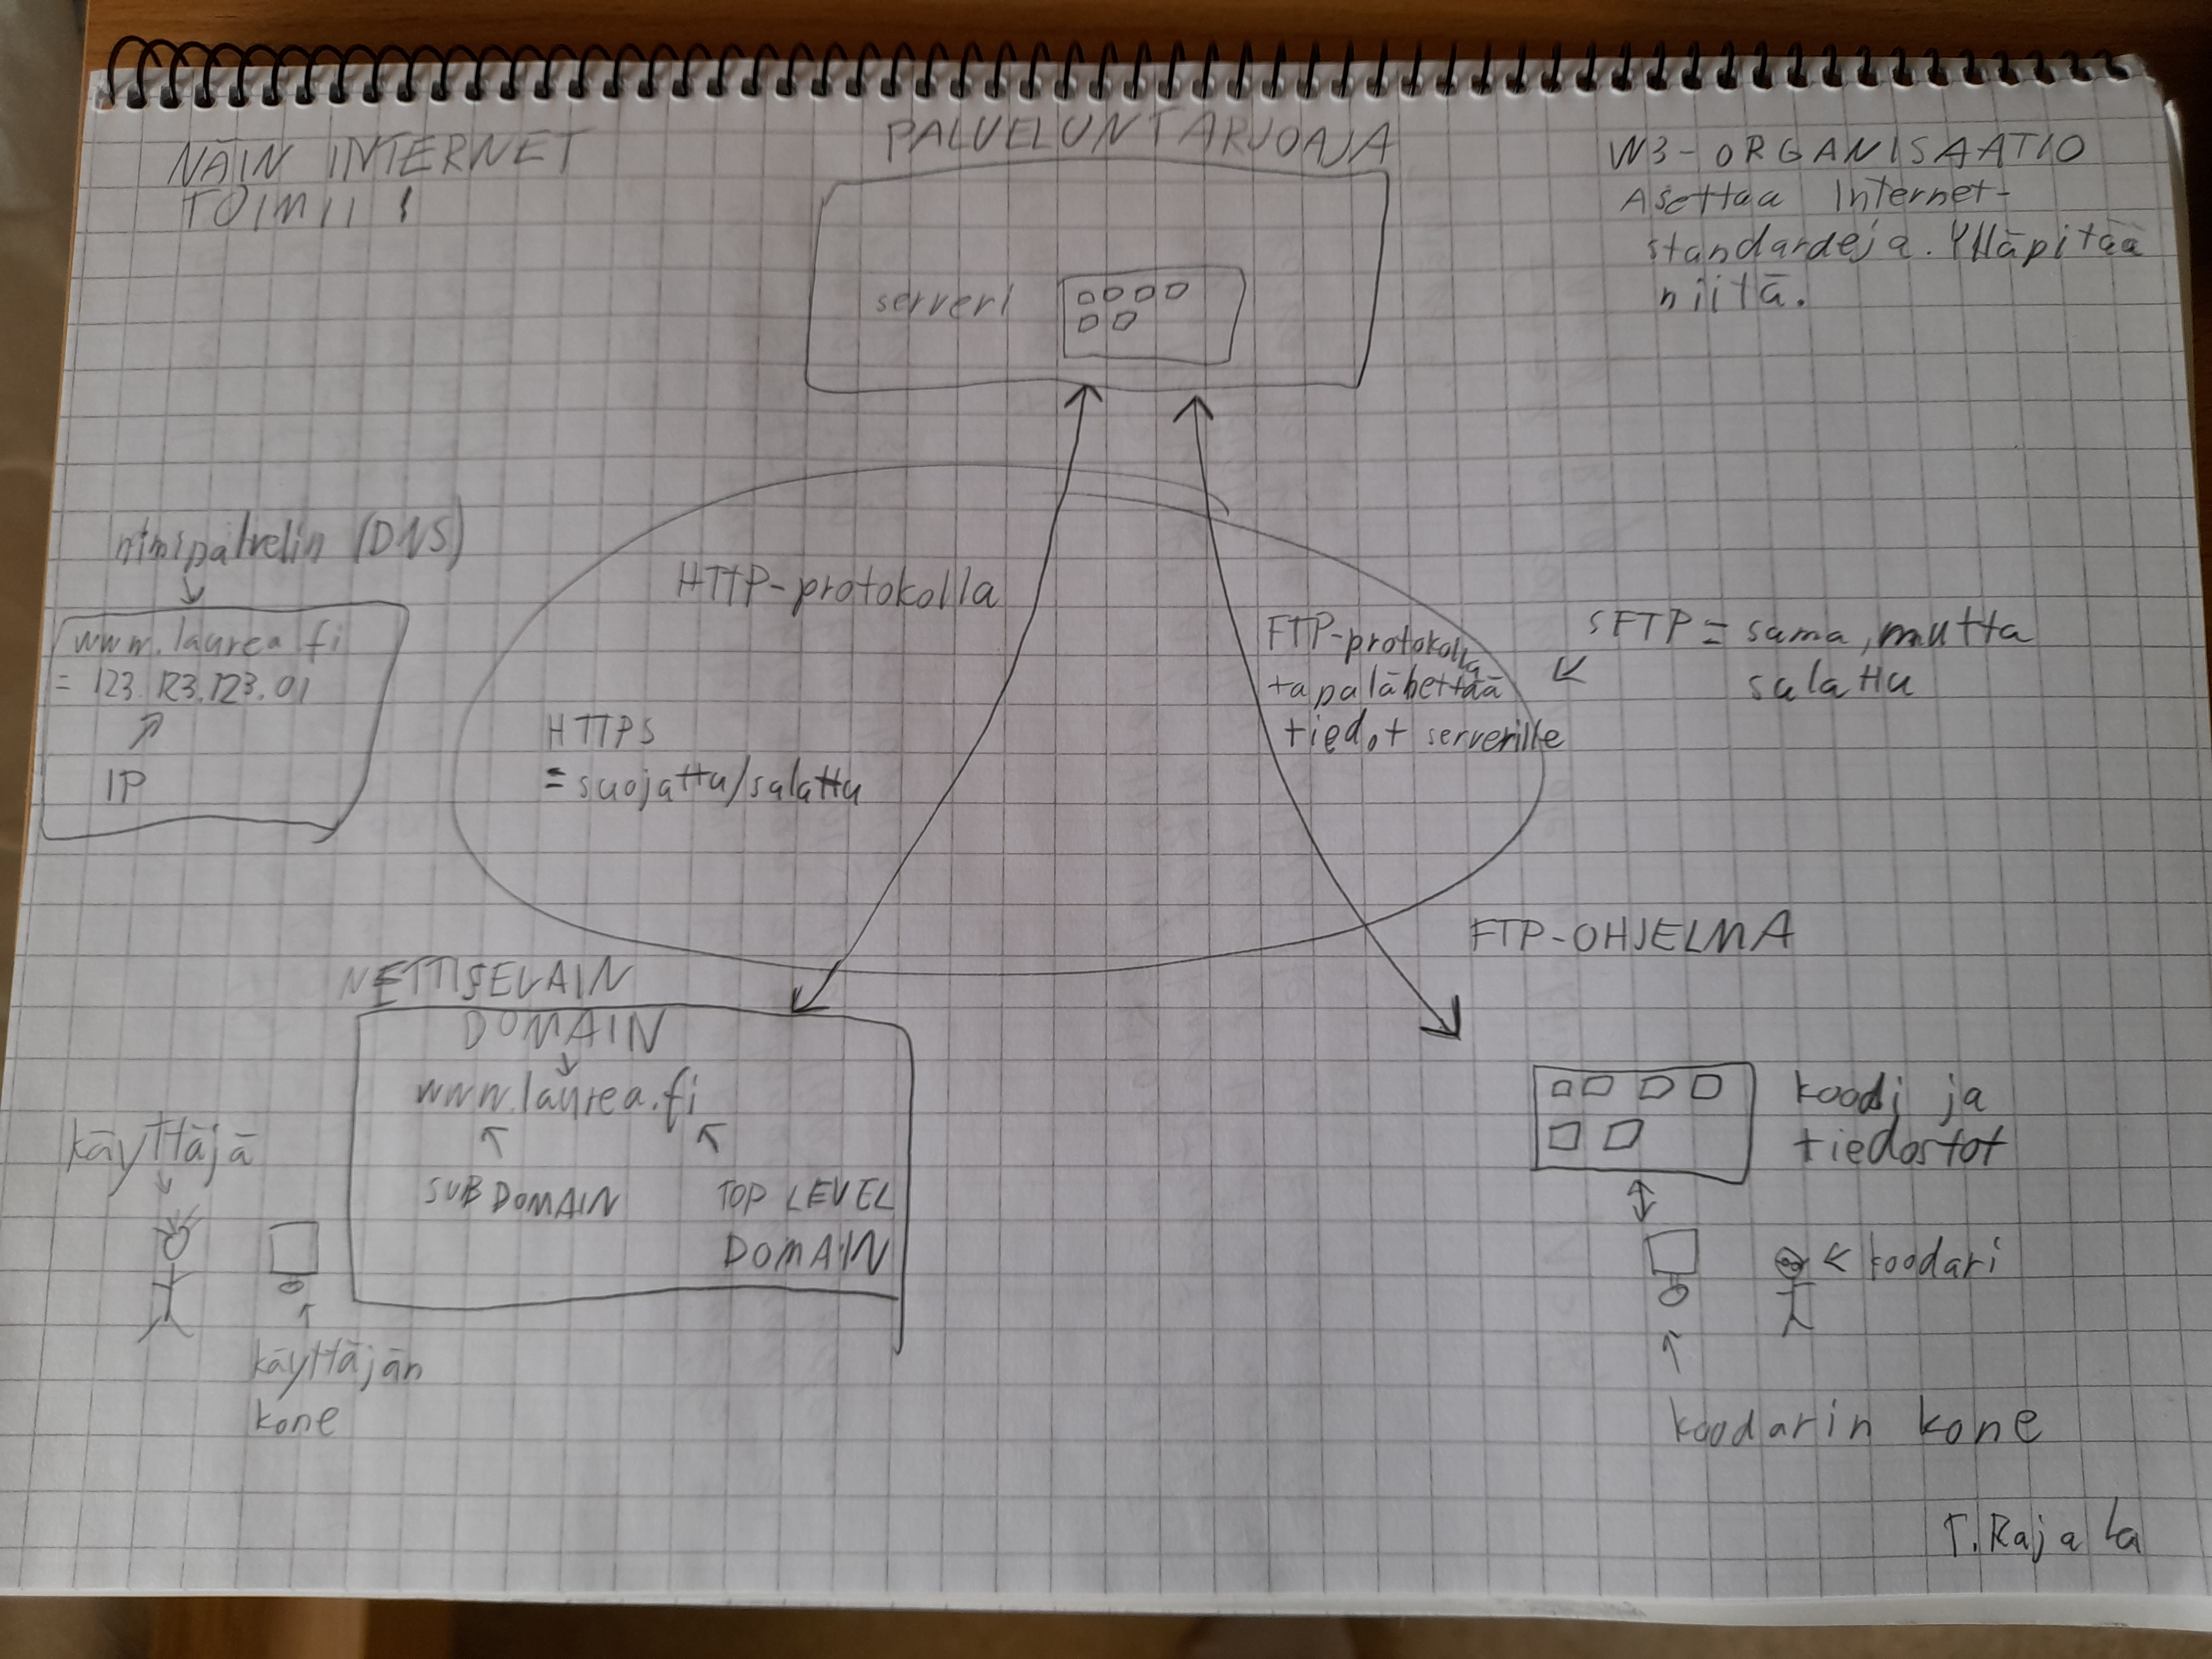 NÄIN INTERNET
TOIMII !
PALVELUNTARJOAJA
serveri
W3-ORGANISAATIO
Asettaa Internet-
standardeja. Ylläpitää
niitä.
nimipalvelin (DNS)
www.laurea.fi
= 123.123.123.01
IP
HTTP-protokolla
HTTPS
= suojattu/salattu
FTP-protokolla
tapa lähettää
tiedot serverille
SFTP = sama, mutta
salattu
FTP-OHJELMA
NETTISELAIN
DOMAIN
www.laurea.fi
SUBDOMAIN
TOP LEVEL
DOMAIN
käyttäjä
käyttäjän
kone
koodi ja
tiedostot
koodari
koodarin kone
T.Rajala